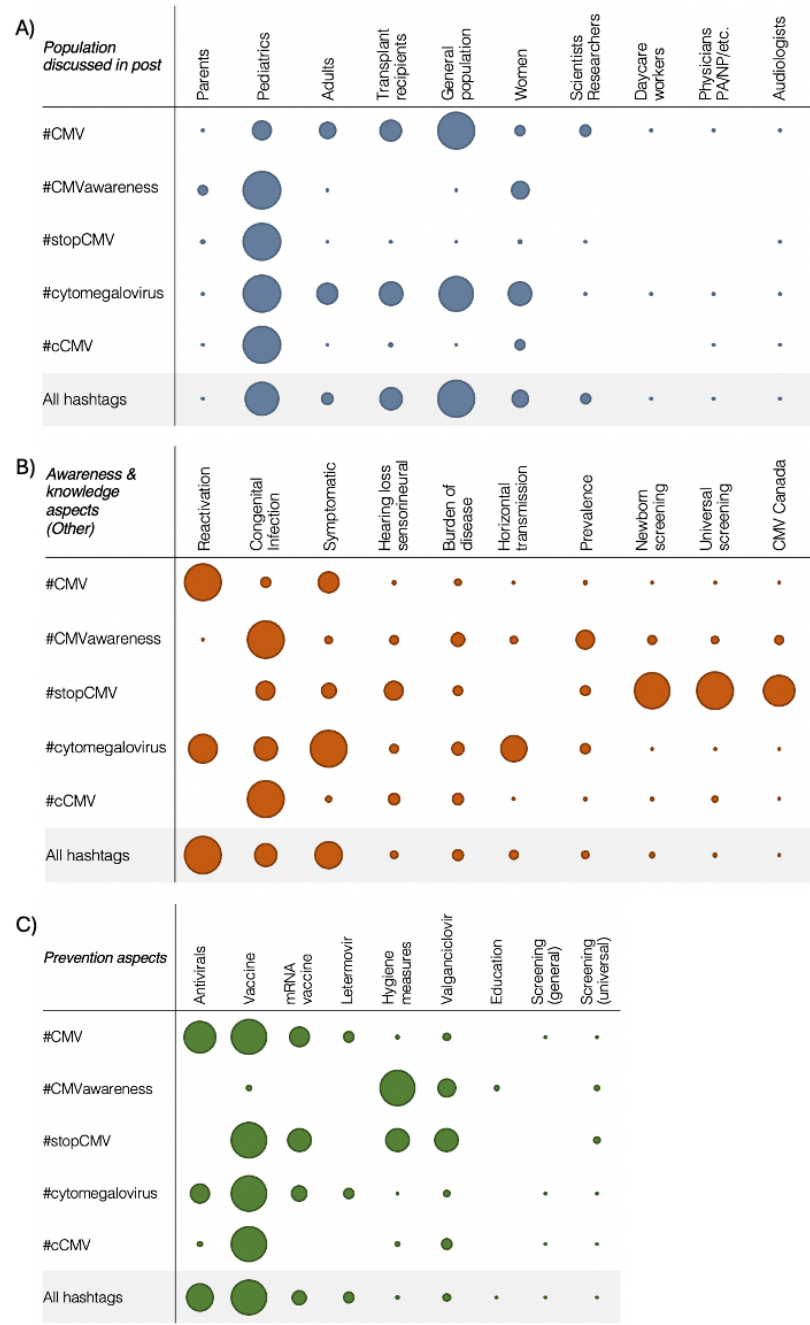 A)
Population
discussed in post
Parents
Pediatrics
Adults
Transplant
recipients
General
population
Women
Scientists
Researchers
Daycare
workers
Physicians
PA/NP/etc.
Audiologists
#CMV
#CMVawareness
#stopCMV
#cytomegalovirus
#cCMV
All hashtags
B)
Awareness &
knowledge
aspects
(Other)
Reactivation
Congenital
Infection
Symptomatic
Hearing loss
sensorineural
Burden of
disease
Horizontal
transmission
Prevalence
Newborn
screening
Universal
screening
CMV Canada
#CMV
#CMVawareness
#stopCMV
#cytomegalovirus
#cCMV
All hashtags
C)
Prevention aspects
Antivirals
Vaccine
mRNA
vaccine
Letermovir
Hygiene
measures
Valganciclovir
Education
Screening
(general)
Screening
(universal)
#CMV
#CMVawareness
#stopCMV
#cytomegalovirus
#cCMV
All hashtags